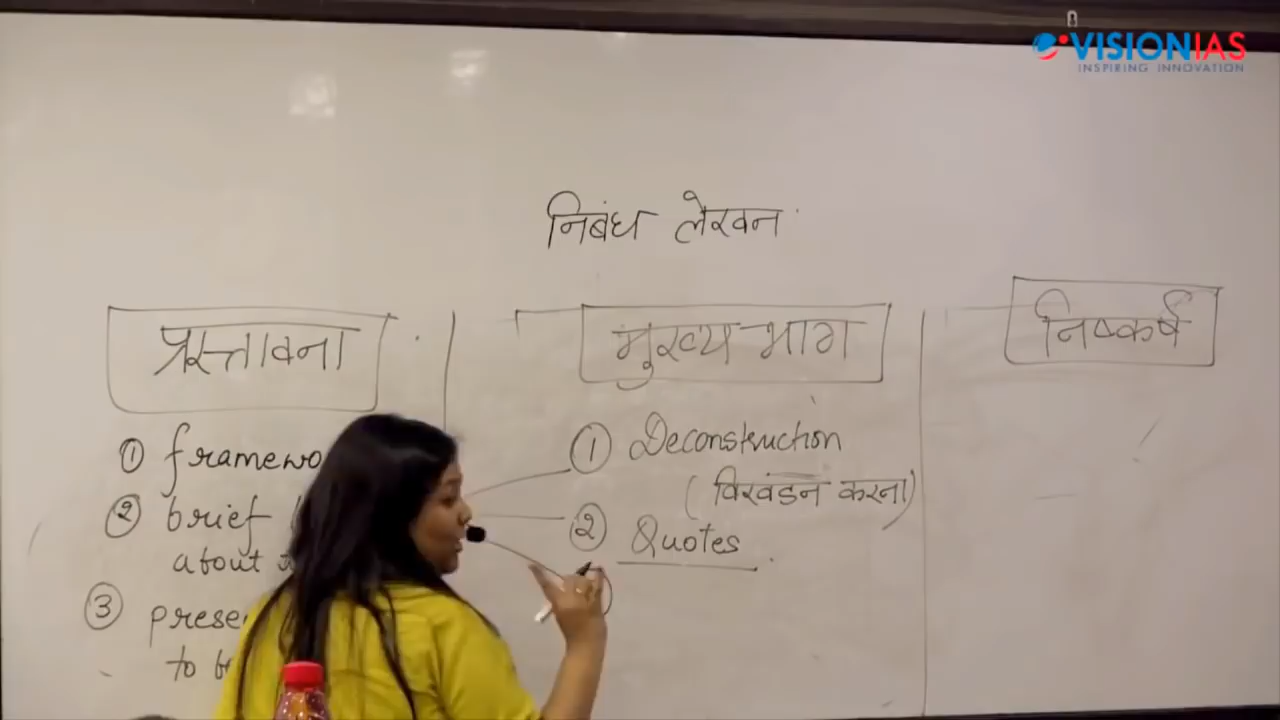 VISIONIAS
INSPIRING INNOVATION
निबंध लेखन
प्रस्तावना
① framewo
② brief
about
③ prese
to be
मुख्य भाग
① Deconstruction
(विखंडन करना)
② Quotes
निष्कर्ष